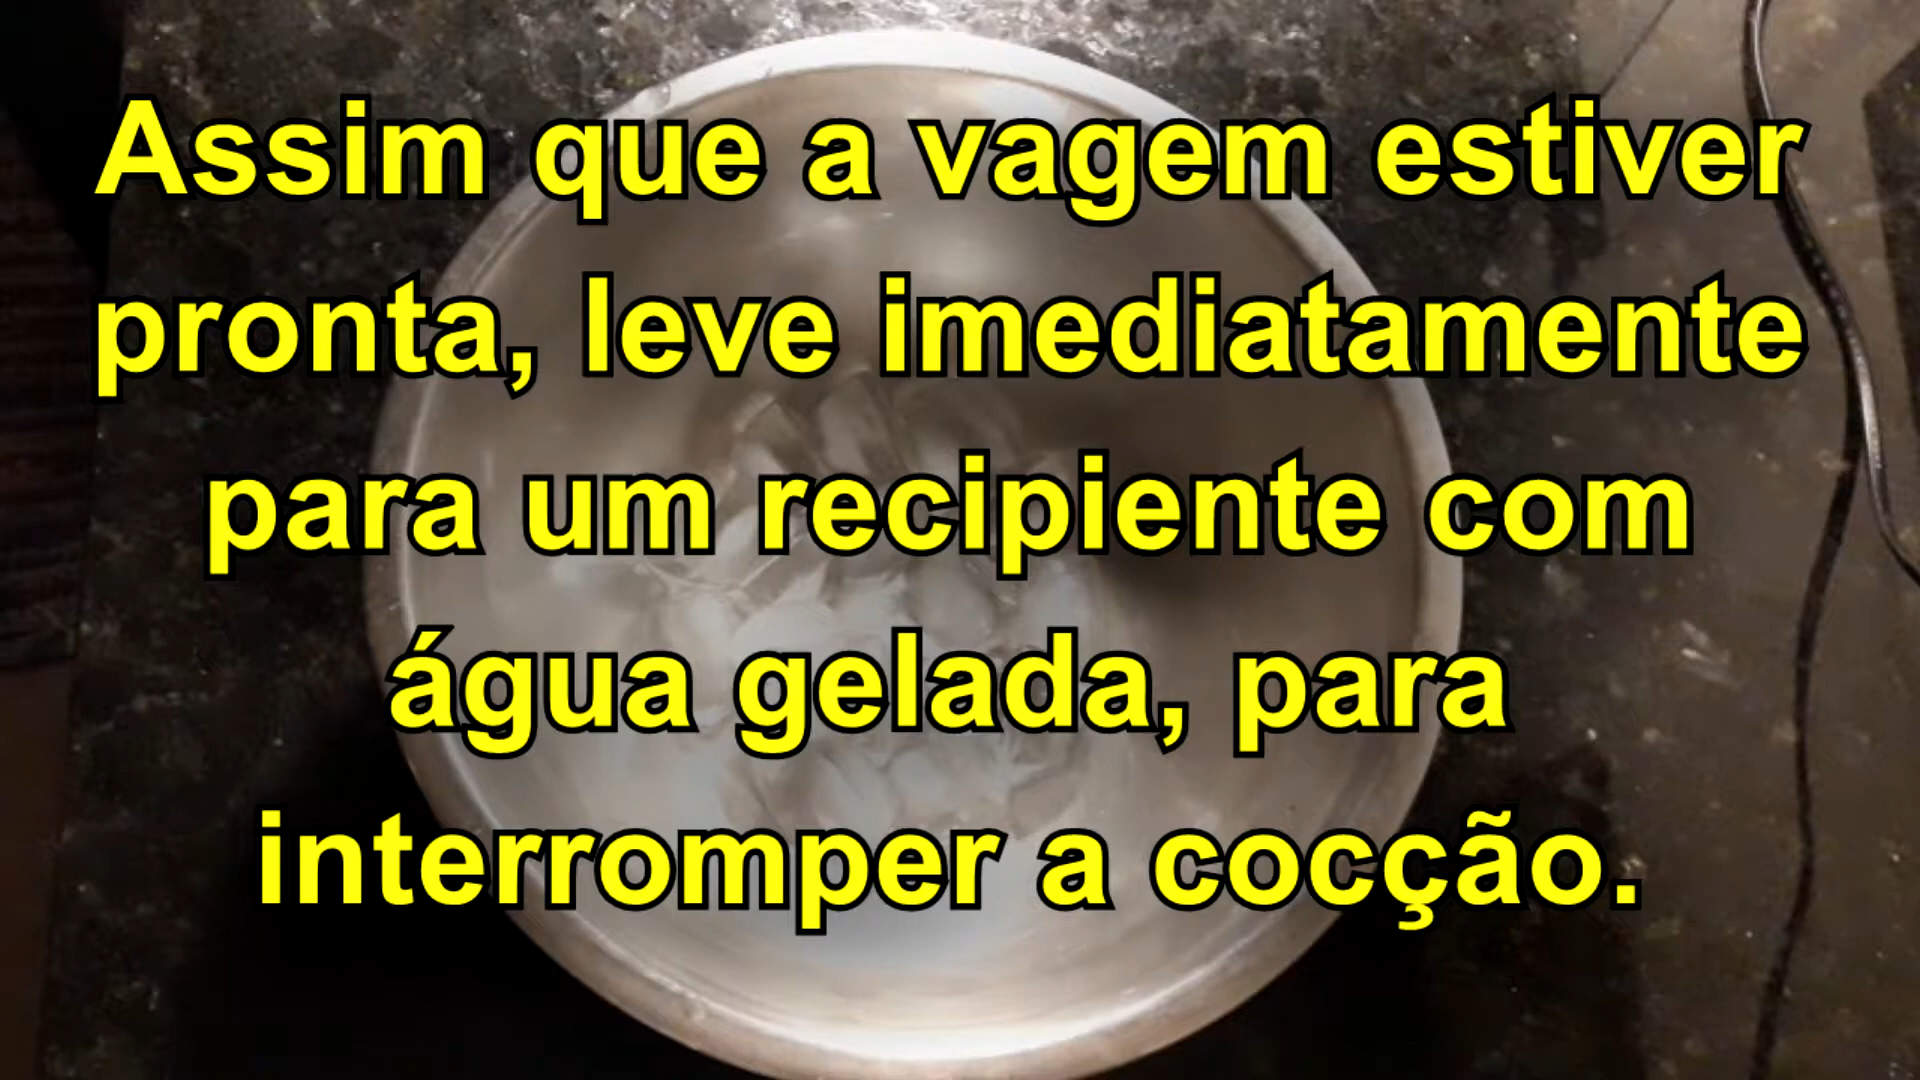 Assim que a vagem estiver
pronta, leve imediatamente
para um recipiente com
água gelada, para
interromper a cocção.